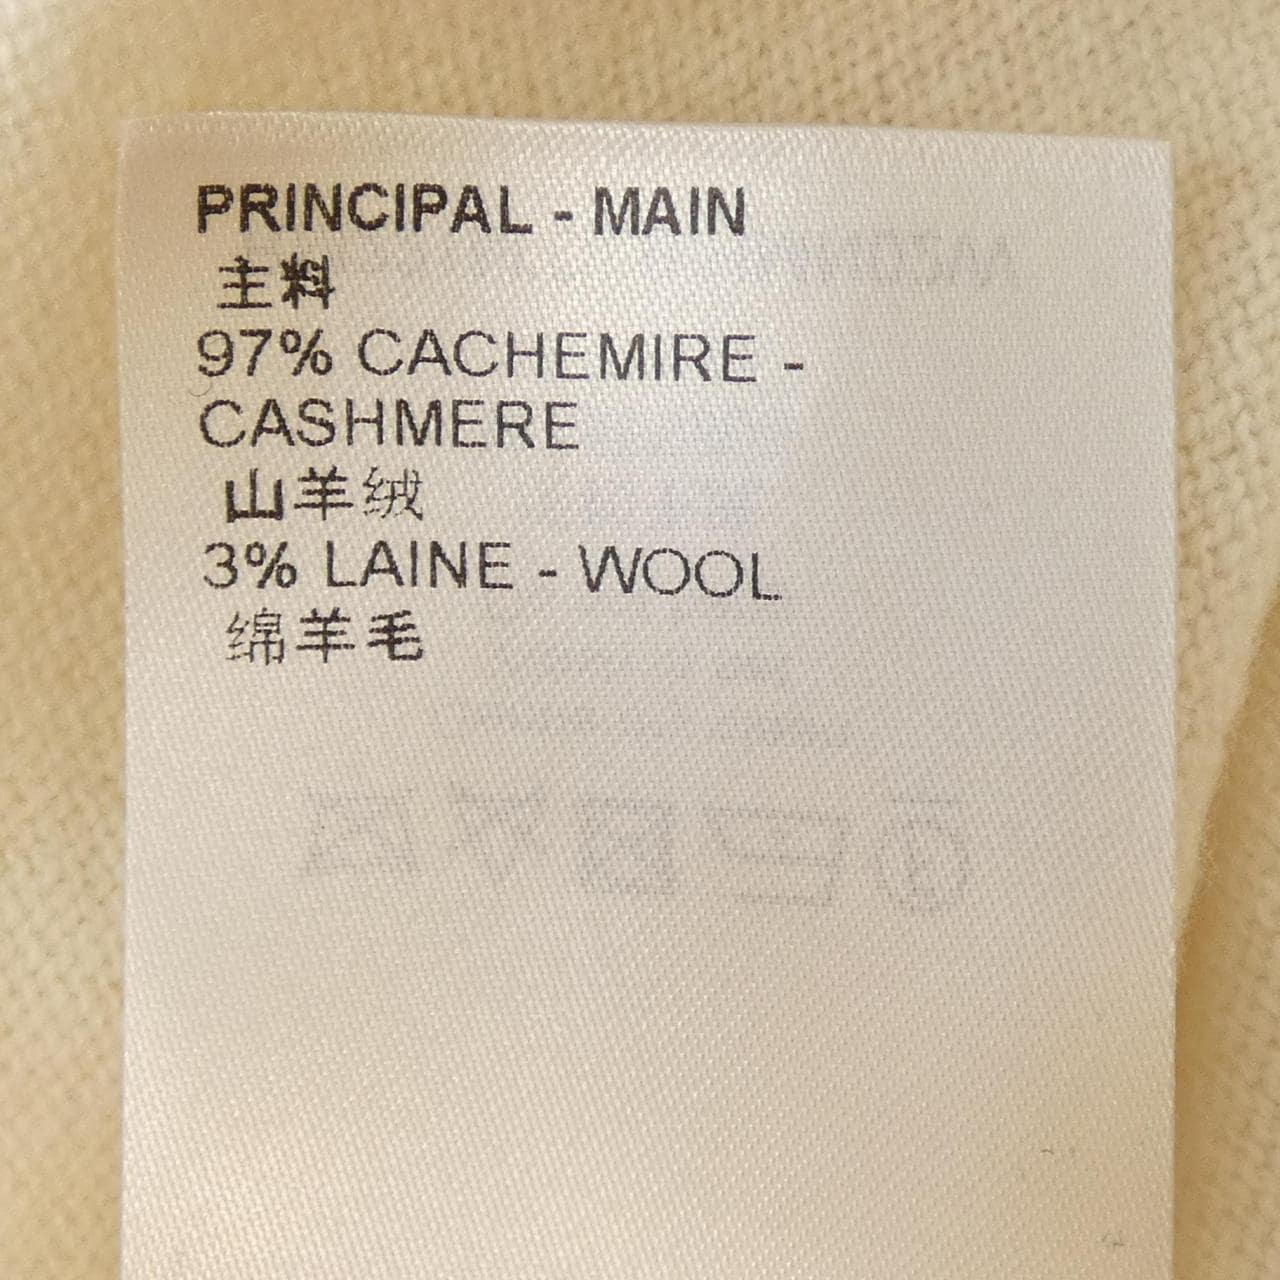 PRINCIPAL - MAIN
主料
97% CACHEMIRE -
CASHMERE
山羊绒
3% LAINE - WOOL
绵羊毛